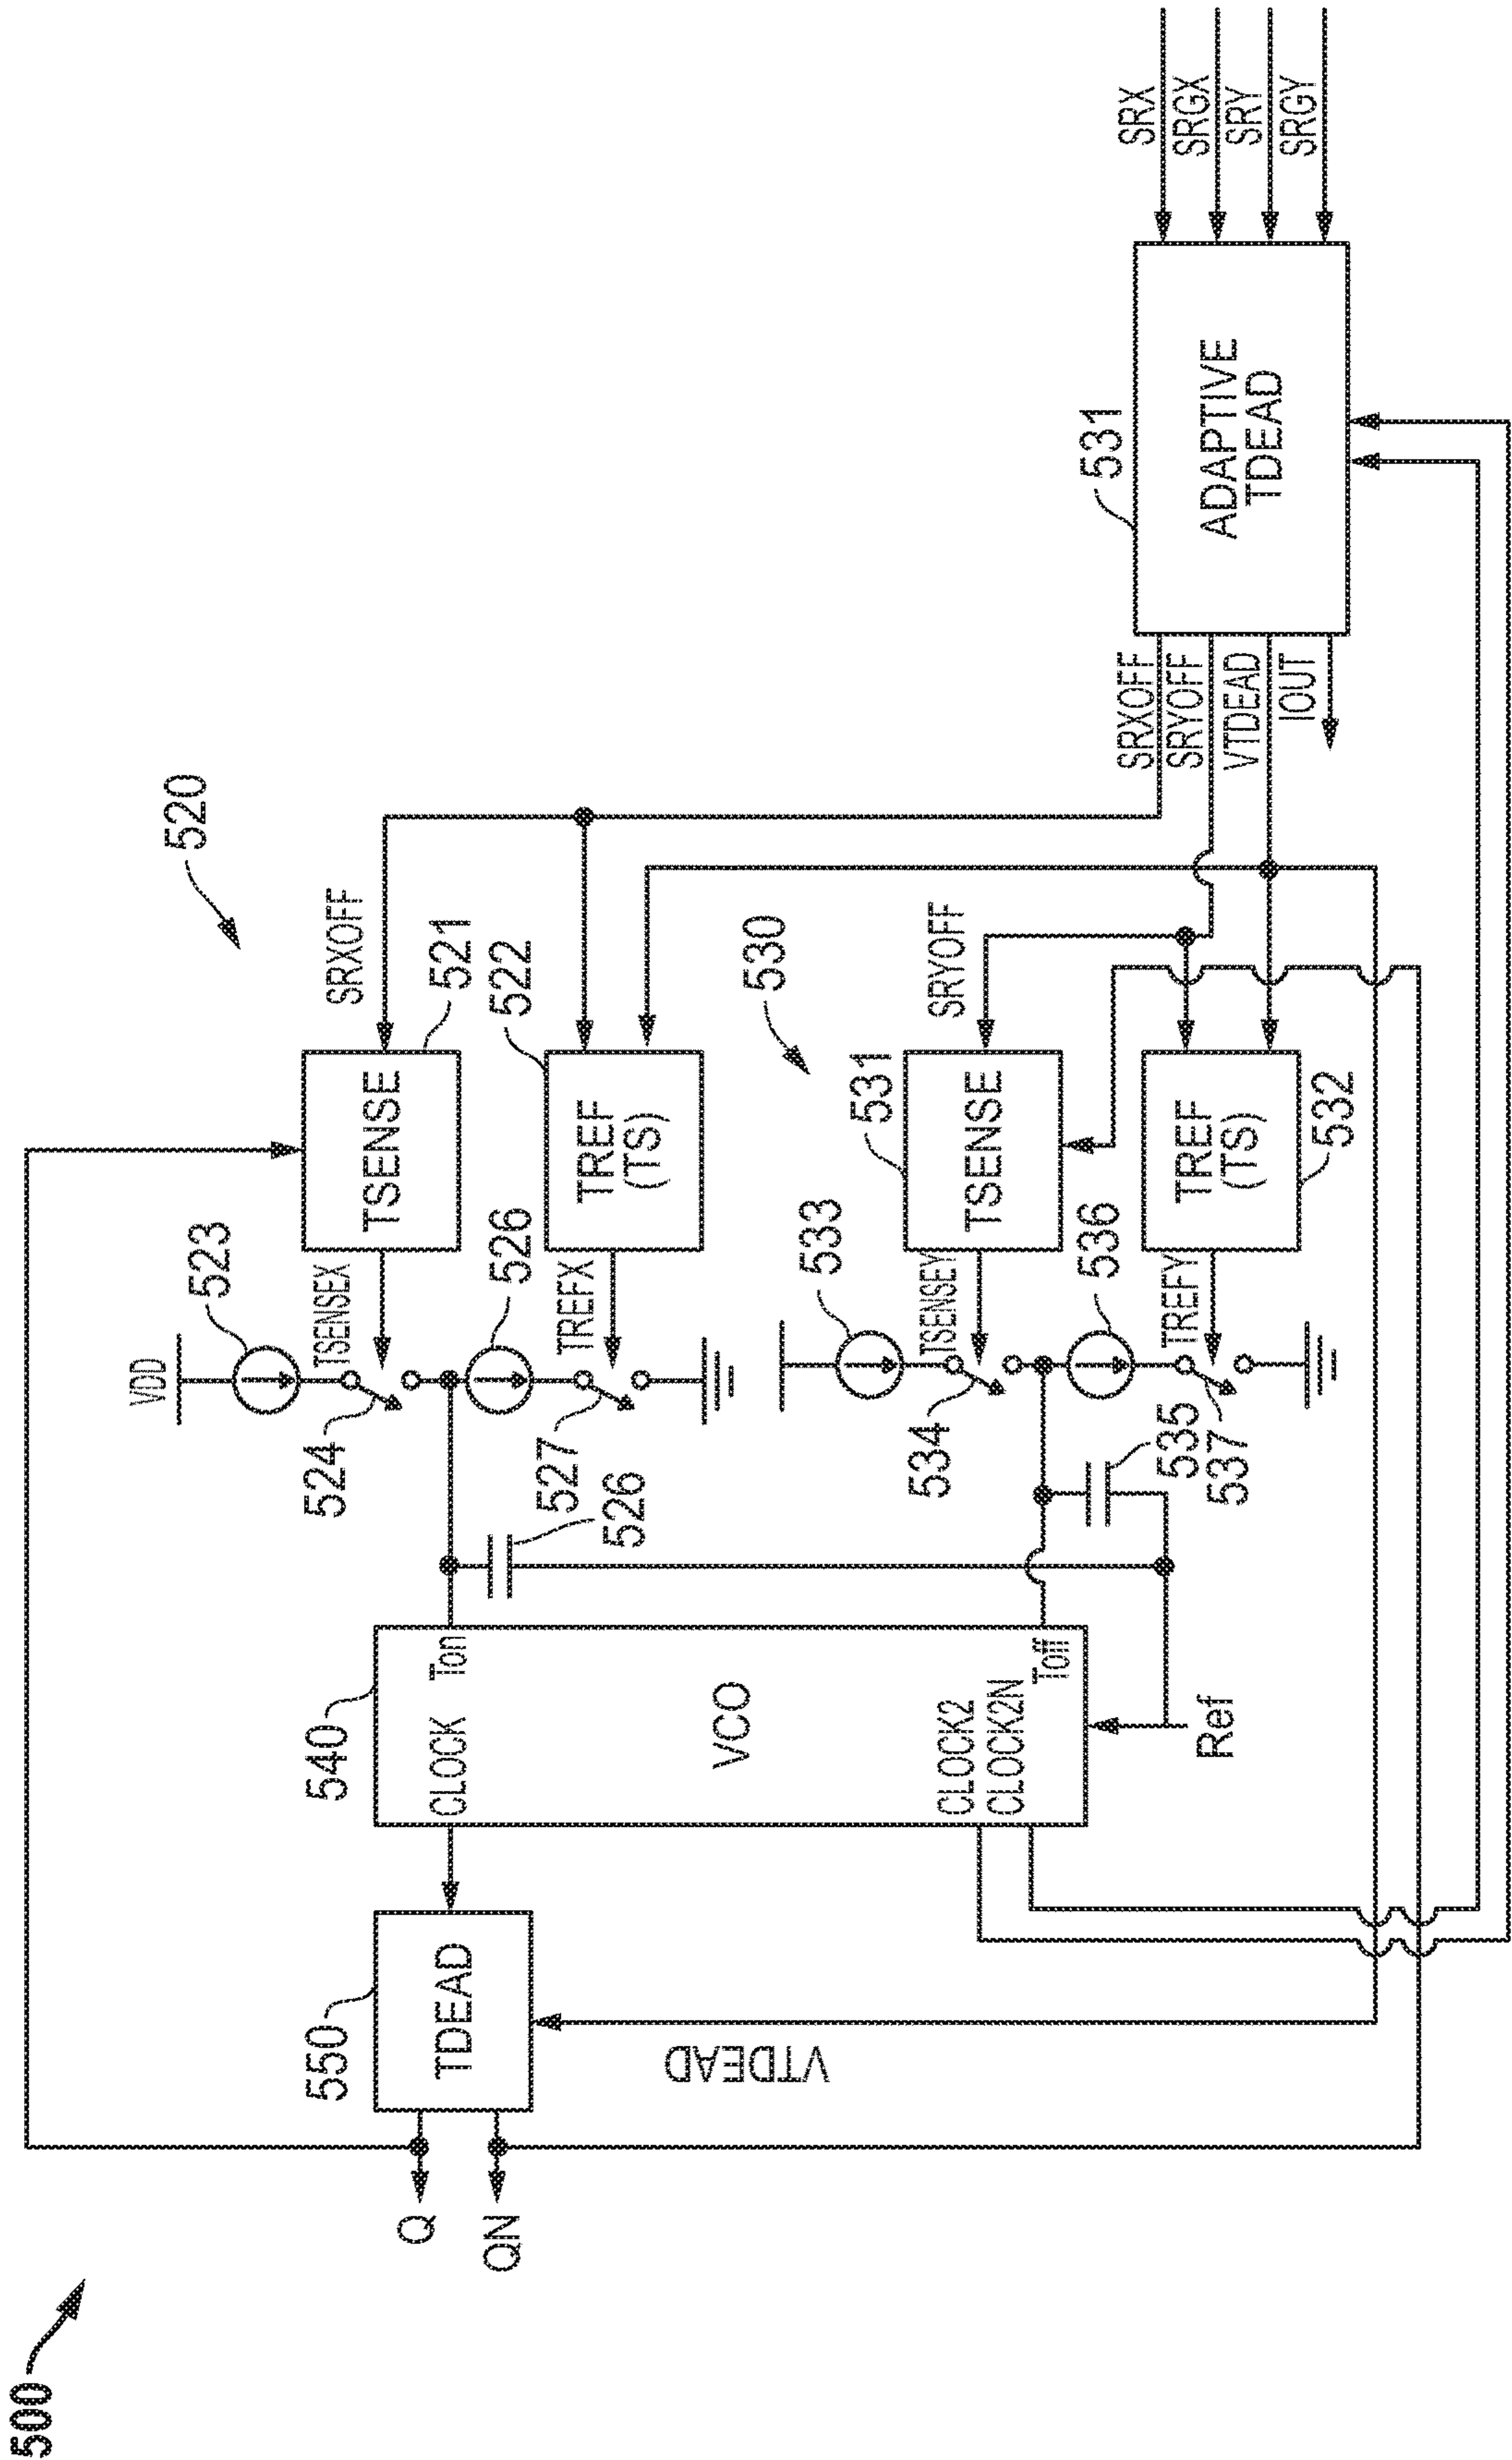 500
520
VDD
523
TSENSEX
524
SRXOFF
521
TSENSE
526
522
TREF
(TS)
TREFX
527
526
530
533
TSENSEY
534
SRYOFF
531
TSENSE
536
TREF
(TS)
532
TREFY
535
537
540
CLOCK
Ton
VCO
CLOCK2
CLOCK2N
Toff
Ref
550
TDEAD
VTDEAD
Q
QN
531
ADAPTIVE
TDEAD
SRXOFF
SRYOFF
VTDEAD
IOUT
SRX
SRGX
SRY
SRGY